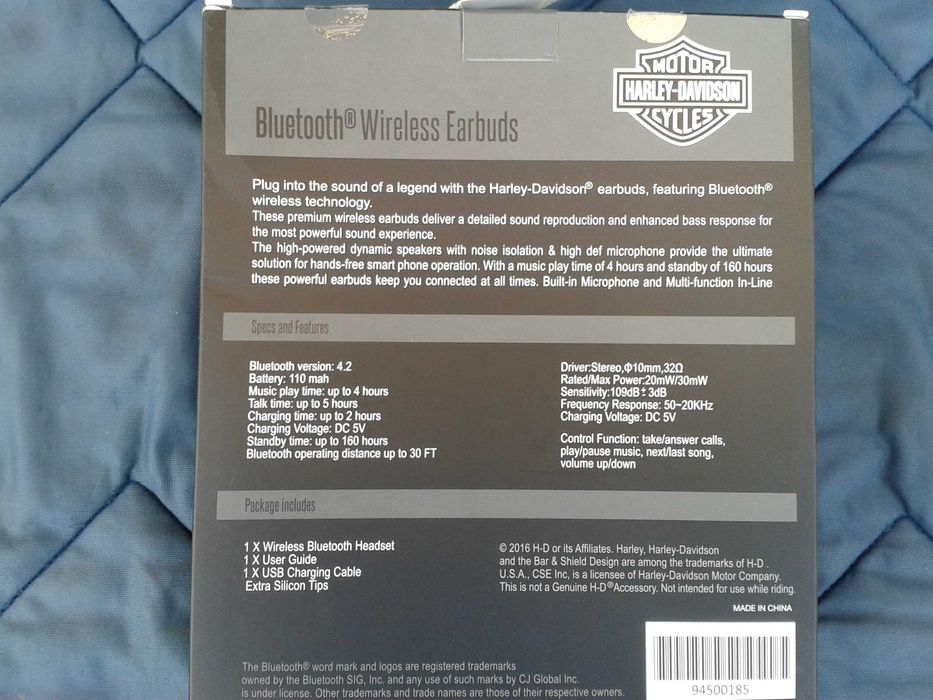 MOTOR
HARLEY-DAVIDSON
CYCLES
Bluetooth® Wireless Earbuds
Plug into the sound of a legend with the Harley-Davidson® earbuds, featuring Bluetooth®
wireless technology.
These premium wireless earbuds deliver a detailed sound reproduction and enhanced bass response for
the most powerful sound experience.
The high-powered dynamic speakers with noise isolation & high def microphone provide the ultimate
solution for hands-free smart phone operation. With a music play time of 4 hours and standby of 160 hours
these powerful earbuds keep you connected at all times. Built-in Microphone and Multi-function In-Line
Specs and Features
Bluetooth version: 4.2
Battery: 110 mah
Music play time: up to 4 hours
Talk time: up to 5 hours
Charging time: up to 2 hours
Charging Voltage: DC 5V
Standby time: up to 160 hours
Bluetooth operating distance up to 30 FT
Driver:Stereo,Φ10mm,32Ω
Rated/Max Power:20mW/30mW
Sensitivity:109dB±3dB
Frequency Response: 50~20KHz
Charging Voltage: DC 5V
Control Function: take/answer calls,
play/pause music, next/last song,
volume up/down
Package includes
1 X Wireless Bluetooth Headset
1 X User Guide
1 X USB Charging Cable
Extra Silicon Tips
© 2016 H-D or its Affiliates. Harley, Harley-Davidson
and the Bar & Shield Design are among the trademarks of H-D .
U.S.A., CSE Inc, is a licensee of Harley-Davidson Motor Company.
This is not a Genuine H-D®Accessory. Not intended for use while riding.
MADE IN CHINA
The Bluetooth® word mark and logos are registered trademarks
owned by the Bluetooth SIG, Inc. and any use of such marks by CJ Global Inc.
is under license. Other trademarks and trade names are those of their respective owners.
94500185